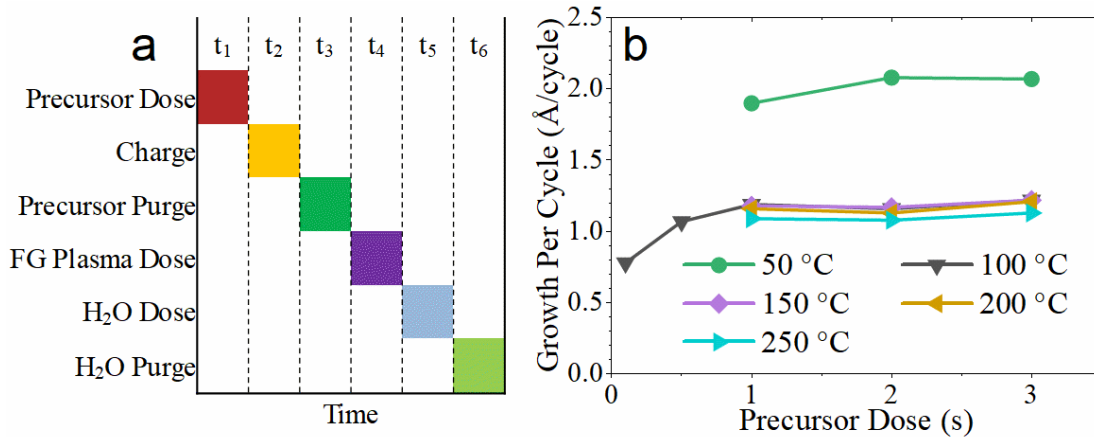 a
t₁ t₂ t₃ t₄ t₅ t₆
Precursor Dose
Charge
Precursor Purge
FG Plasma Dose
H₂O Dose
H₂O Purge
Time
b
Growth Per Cycle (Å/cycle)
2.5
2.0
1.5
1.0
0.5
0.0
50 °C 100 °C
150 °C 200 °C
250 °C
0 1 2 3
Precursor Dose (s)